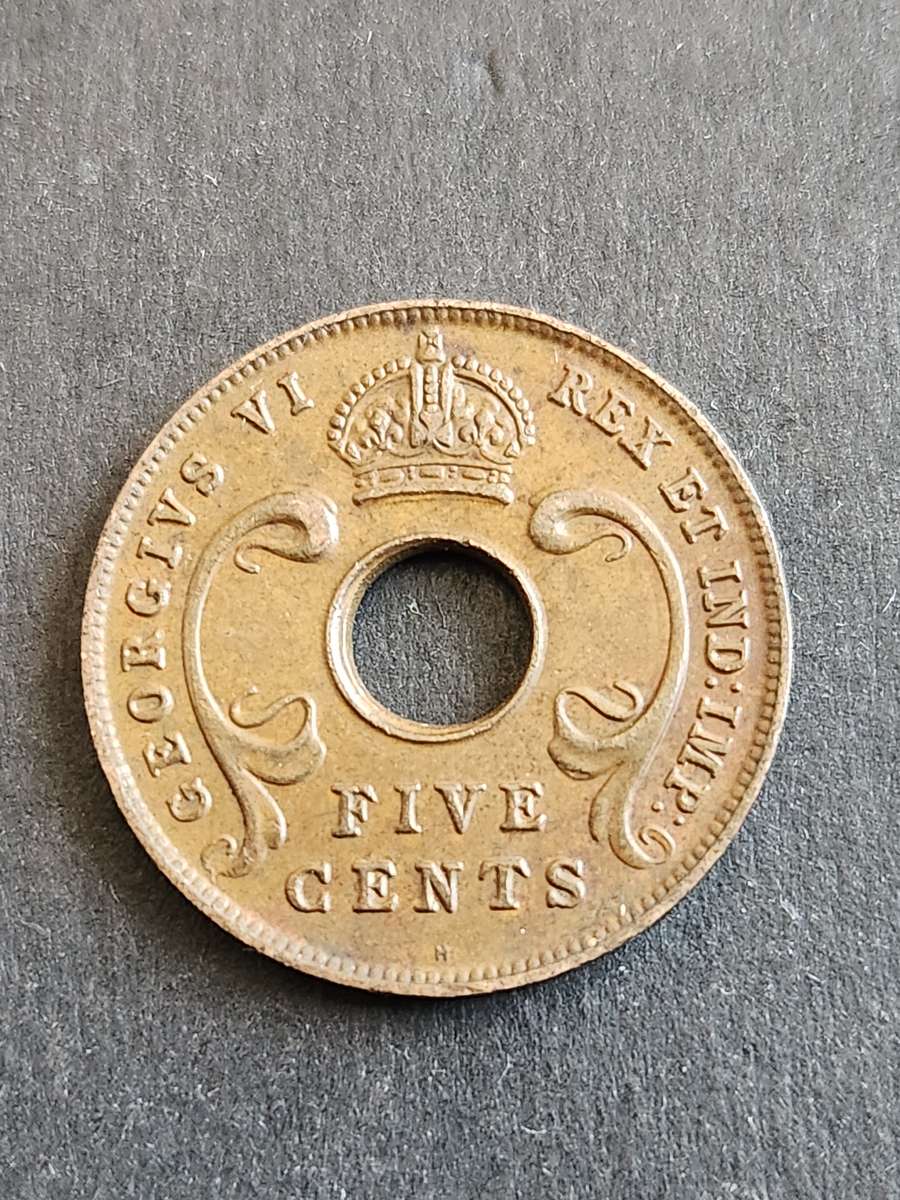 GEORGIVS VI REX ET IND:IMP:
FIVE
CENTS
H